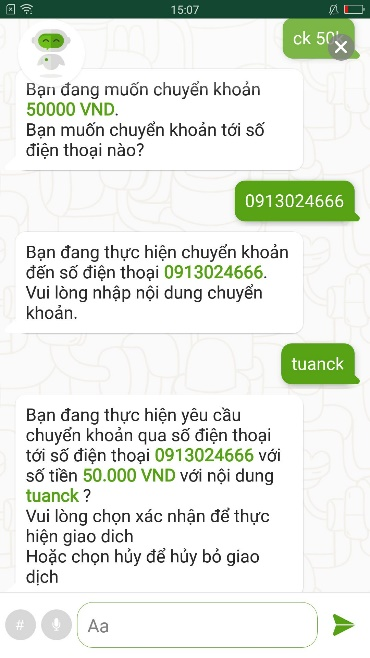 15:07
ck 50k
Bạn đang muốn chuyển khoản
50000 VND.
Bạn muốn chuyển khoản tới số
điện thoại nào?
0913024666
Bạn đang thực hiện chuyển khoản
đến số điện thoại 0913024666.
Vui lòng nhập nội dung chuyển
khoản.
tuanck
Bạn đang thực hiện yêu cầu
chuyển khoản qua số điện thoại
tới số điện thoại 0913024666 với
số tiền 50.000 VND với nội dung
tuanck ?
Vui lòng chọn xác nhận để thực
hiện giao dich
Hoặc chọn hủy để hủy bỏ giao
dịch
# Aa